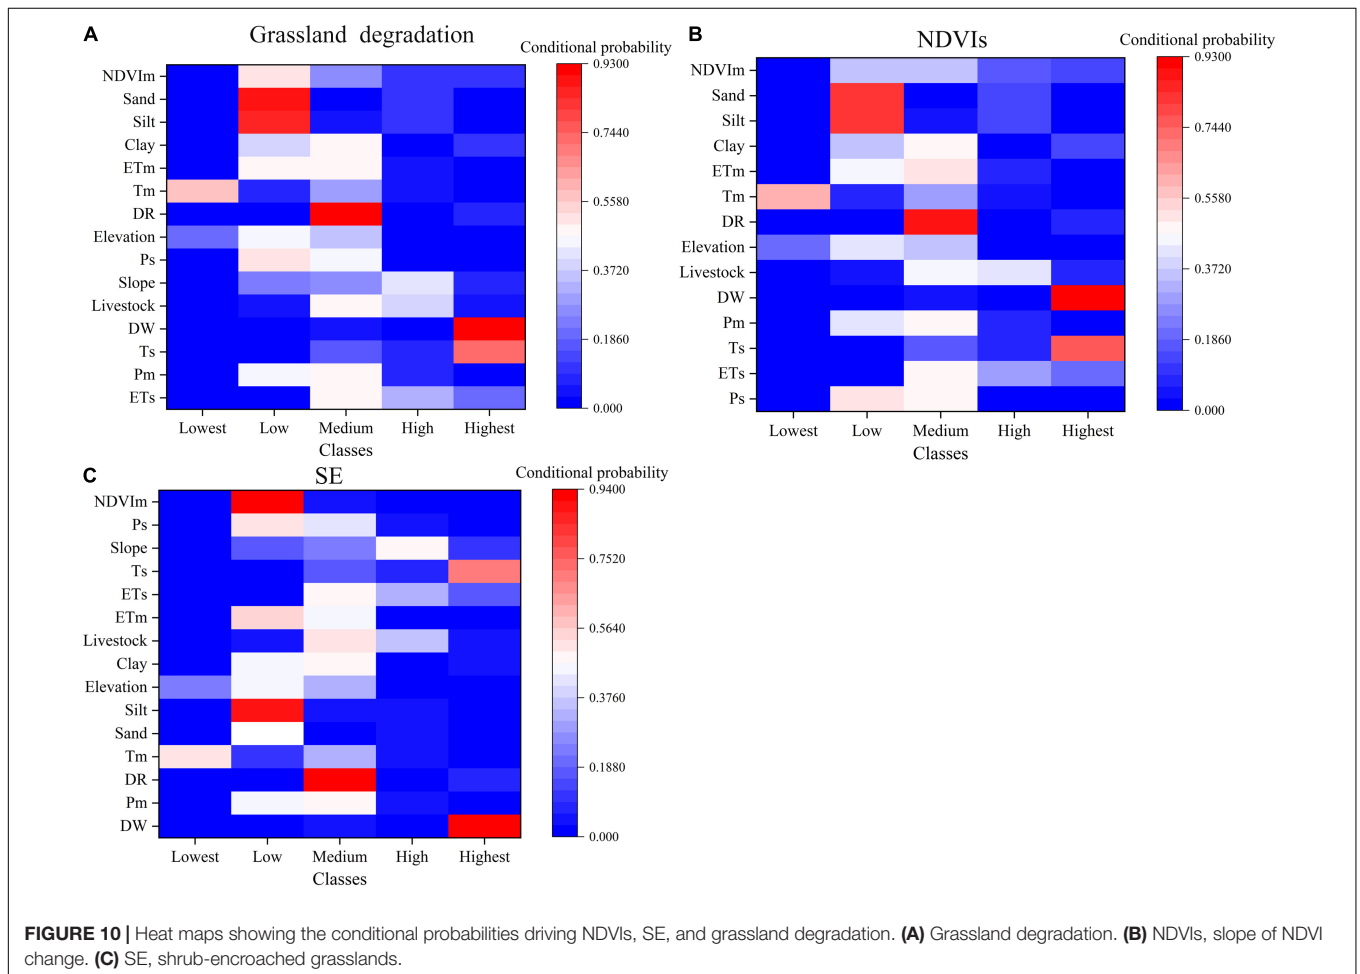 A
Grassland degradation
Conditional probability
NDVIm
Sand
Silt
Clay
ETm
Tm
DR
Elevation
Ps
Slope
Livestock
DW
Ts
Pm
ETs
Lowest Low Medium High Highest
Classes
0.9300
0.7440
0.5580
0.3720
0.1860
0.000
B
NDVIs
Conditional probability
NDVIm
Sand
Silt
Clay
ETm
Tm
DR
Elevation
Livestock
DW
Pm
Ts
ETs
Ps
Lowest Low Medium High Highest
Classes
0.9300
0.7440
0.5580
0.3720
0.1860
0.000
C
SE
Conditional probability
NDVIm
Ps
Slope
Ts
ETs
ETm
Livestock
Clay
Elevation
Silt
Sand
Tm
DR
Pm
DW
Lowest Low Medium High Highest
Classes
0.9400
0.7520
0.5640
0.3760
0.1880
0.000
FIGURE 10 | Heat maps showing the conditional probabilities driving NDVIs, SE, and grassland degradation. (A) Grassland degradation. (B) NDVIs, slope of NDVI
change. (C) SE, shrub-encroached grasslands.